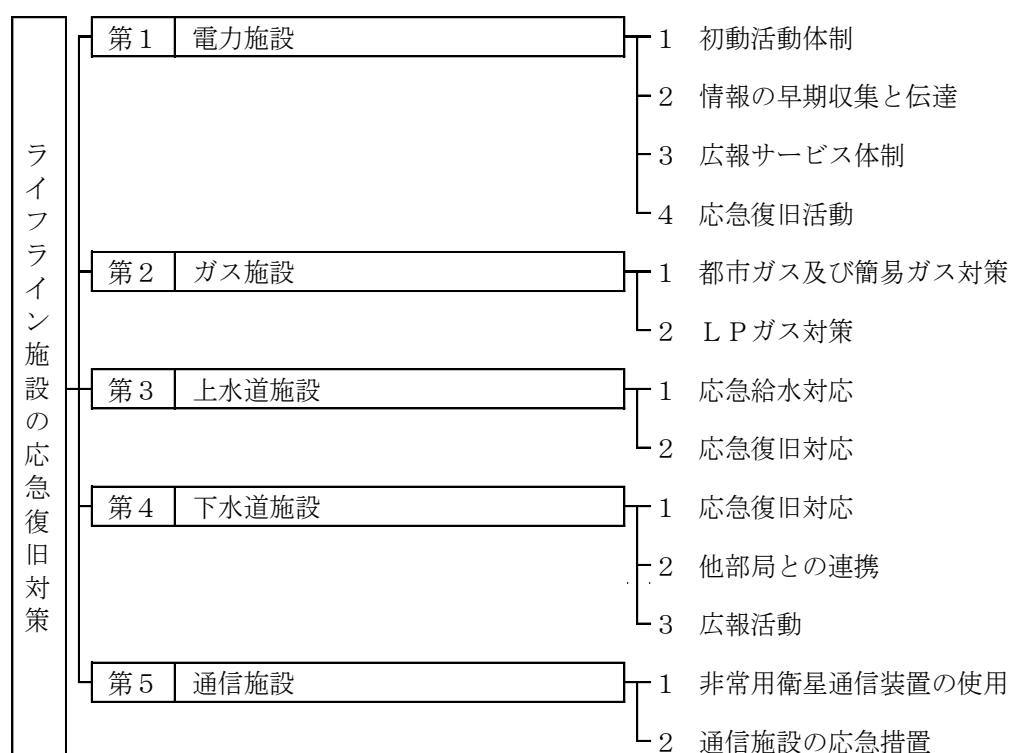 ライフライン施設の応急復旧対策
第１ 電力施設
１ 初動活動体制
２ 情報の早期収集と伝達
３ 広報サービス体制
４ 応急復旧活動
第２ ガス施設
１ 都市ガス及び簡易ガス対策
２ ＬＰガス対策
第３ 上水道施設
１ 応急給水対応
２ 応急復旧対応
第４ 下水道施設
１ 応急復旧対応
２ 他部局との連携
３ 広報活動
第５ 通信施設
１ 非常用衛星通信装置の使用
２ 通信施設の応急措置